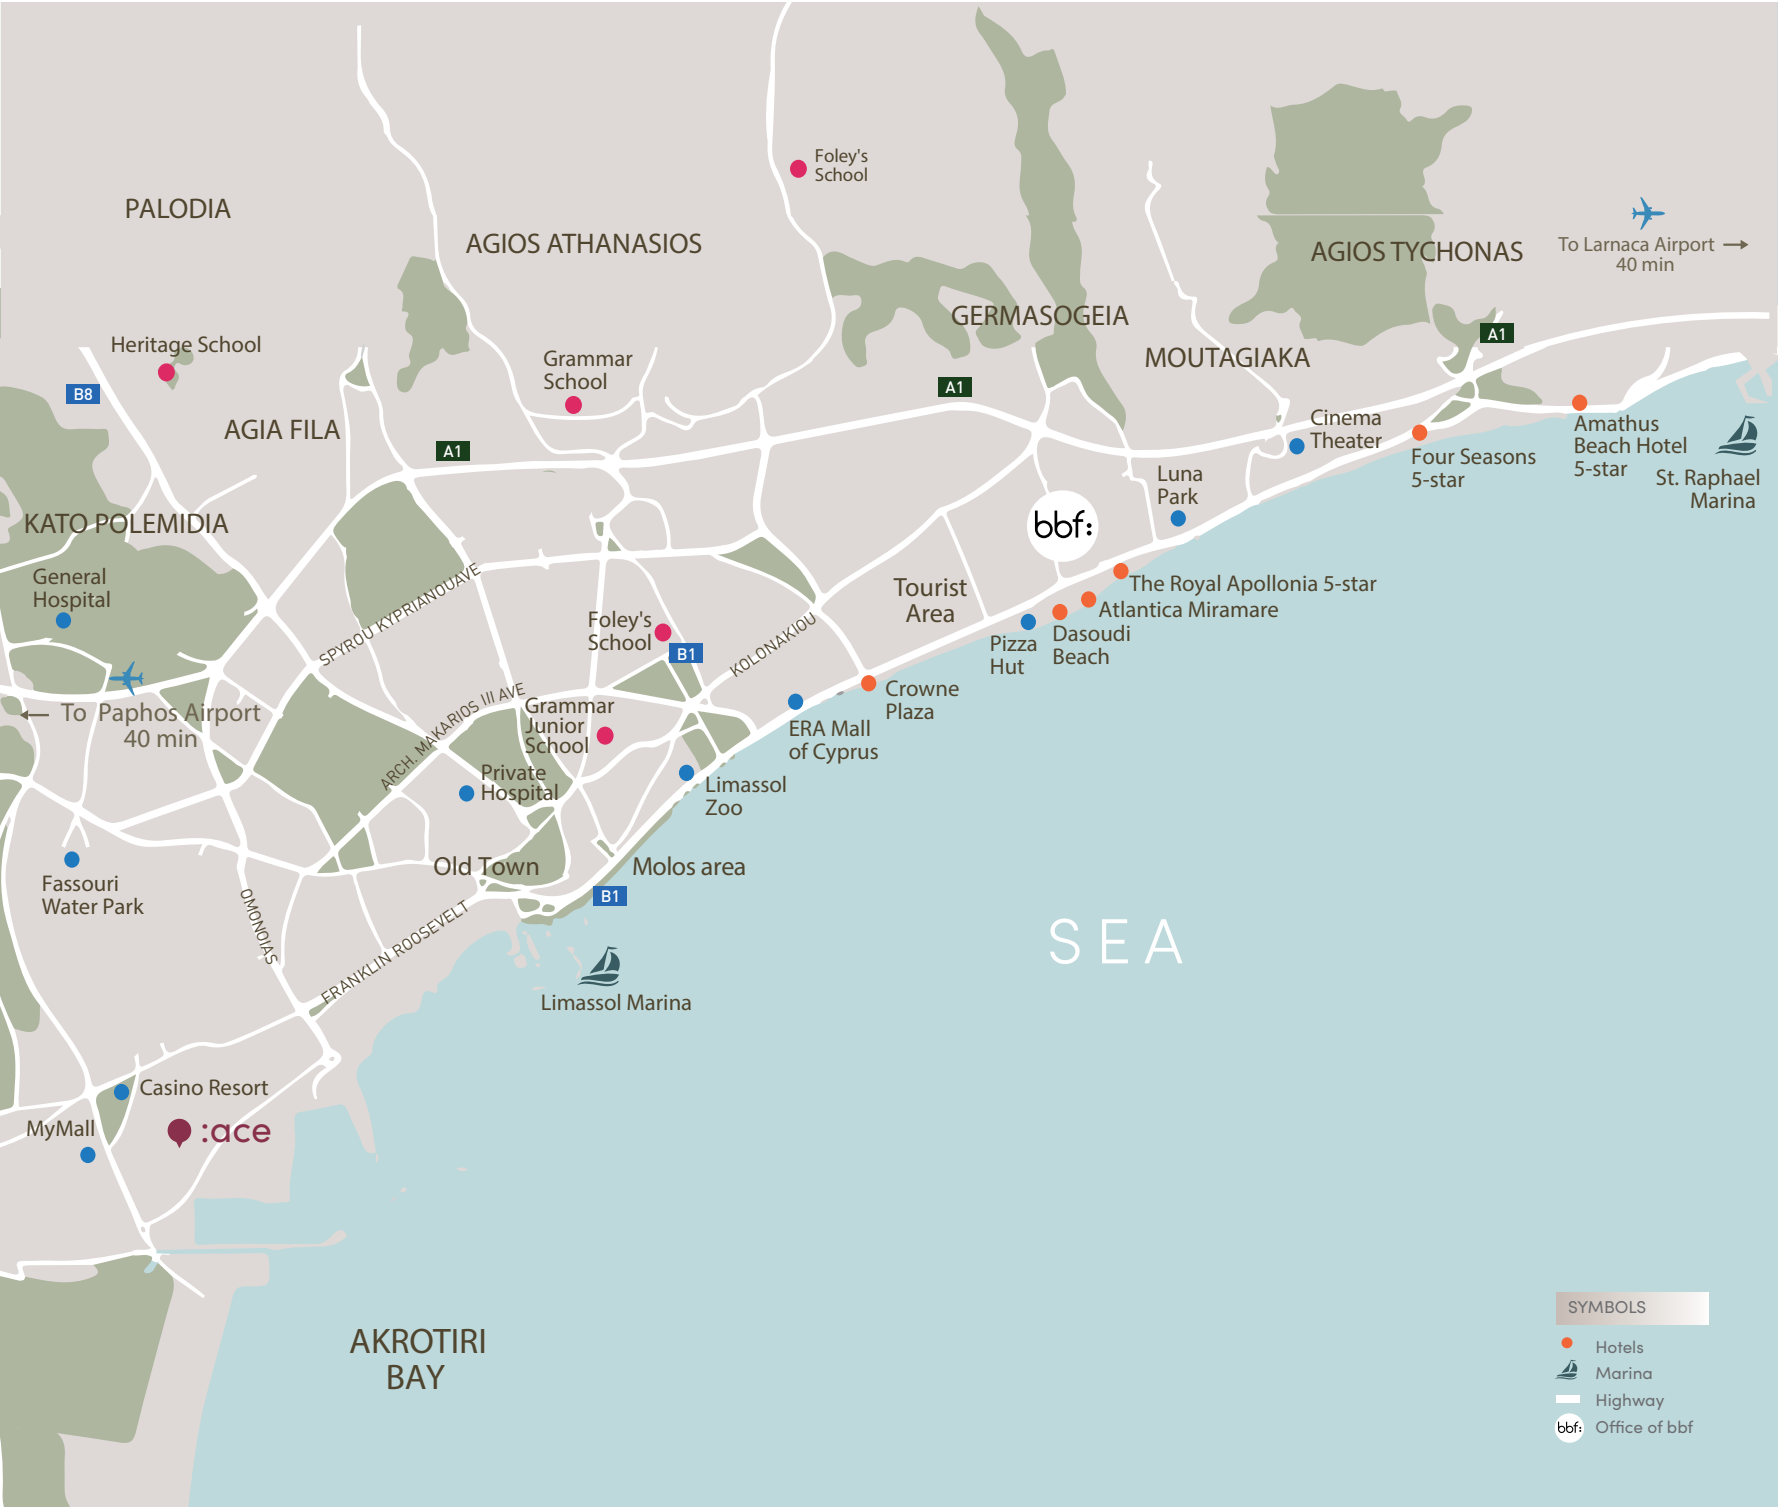 Foley's
School
PALODIA
AGIOS ATHANASIOS
AGIOS TYCHONAS
To Larnaca Airport
40 min
GERMASOGEIA
A1
Heritage School
Grammar
School
MOUTAGIAKA
B8
A1
AGIA FILA
A1
Cinema
Theater
Amathus
Beach Hotel
5-star
Four Seasons
5-star
St. Raphael
Marina
Luna
Park
KATO POLEMIDIA
bbf:
General
Hospital
SPYROU KYPRIANOUAVE
Tourist
Area
The Royal Apollonia 5-star
Atlantica Miramare
Dasoudi
Beach
Pizza
Hut
Foley's
School
B1
KOLONAKIOU
To Paphos Airport
40 min
ARCH. MAKARIOS III AVE
Grammar
Junior
School
Crowne
Plaza
ERA Mall
of Cyprus
Private
Hospital
Limassol
Zoo
Old Town
Molos area
B1
Fassouri
Water Park
OMONOIAS
FRANKLIN ROOSEVELT
SEA
Limassol Marina
Casino Resort
MyMall
:ace
AKROTIRI
BAY
SYMBOLS
Hotels
Marina
Highway
bbf: Office of bbf